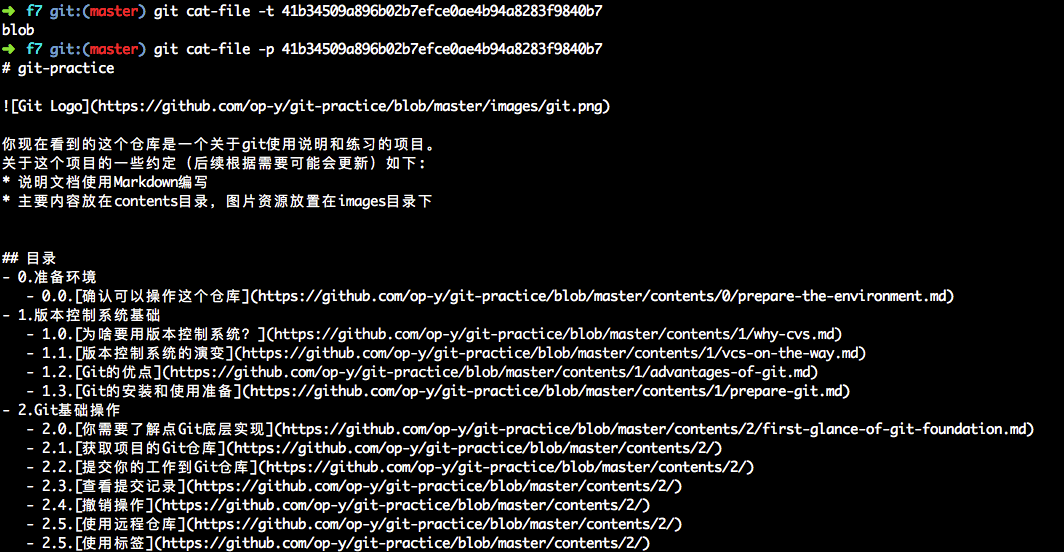 ➜ f7 git:(master) git cat-file -t 41b34509a896b02b7efce0ae4b94a8283f9840b7
blob
➜ f7 git:(master) git cat-file -p 41b34509a896b02b7efce0ae4b94a8283f9840b7
# git-practice
![Git Logo](https://github.com/op-y/git-practice/blob/master/images/git.png)
你现在看到的这个仓库是一个关于git使用说明和练习的项目。
关于这个项目的一些约定（后续根据需要可能会更新）如下：
* 说明文档使用Markdown编写
* 主要内容放在contents目录, 图片资源放置在images目录下
## 目录
- 0.准备环境
   - 0.0.[确认可以操作这个仓库](https://github.com/op-y/git-practice/blob/master/contents/0/prepare-the-environment.md)
- 1.版本控制系统基础
   - 1.0.[为啥要用版本控制系统？](https://github.com/op-y/git-practice/blob/master/contents/1/why-cvs.md)
   - 1.1.[版本控制系统的演变](https://github.com/op-y/git-practice/blob/master/contents/1/vcs-on-the-way.md)
   - 1.2.[Git的优点](https://github.com/op-y/git-practice/blob/master/contents/1/advantages-of-git.md)
   - 1.3.[Git的安装和使用准备](https://github.com/op-y/git-practice/blob/master/contents/1/prepare-git.md)
- 2.Git基础操作
   - 2.0.[你需要了解点Git底层实现](https://github.com/op-y/git-practice/blob/master/contents/2/first-glance-of-git-foundation.md)
   - 2.1.[获取项目的Git仓库](https://github.com/op-y/git-practice/blob/master/contents/2/)
   - 2.2.[提交你的工作到Git仓库](https://github.com/op-y/git-practice/blob/master/contents/2/)
   - 2.3.[查看提交记录](https://github.com/op-y/git-practice/blob/master/contents/2/)
   - 2.4.[撤销操作](https://github.com/op-y/git-practice/blob/master/contents/2/)
   - 2.5.[使用远程仓库](https://github.com/op-y/git-practice/blob/master/contents/2/)
   - 2.5.[使用标签](https://github.com/op-y/git-practice/blob/master/contents/2/)